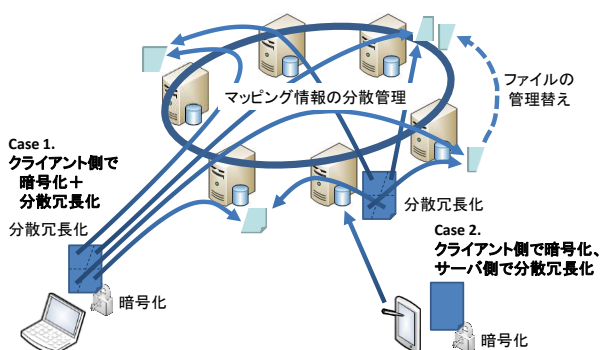 ファイルの
管理替え
マッピング情報の分散管理
Case 1.
クライアント側で
暗号化＋
分散冗長化
分散冗長化
暗号化
分散冗長化
Case 2.
クライアント側で暗号化、
サーバ側で分散冗長化
暗号化